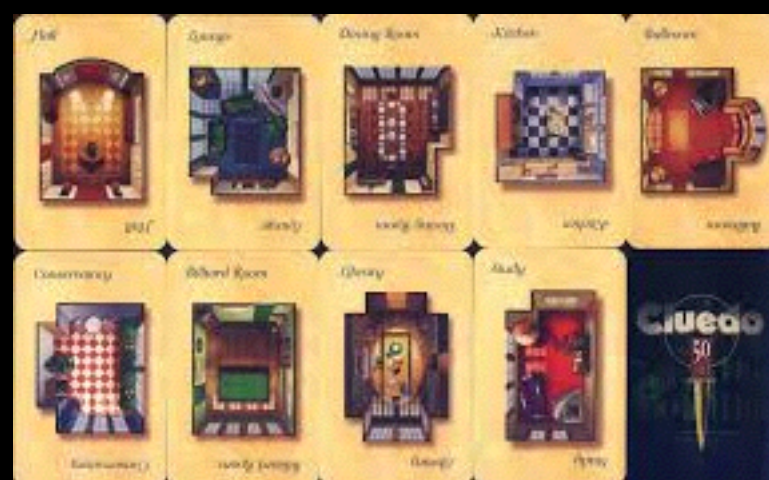 Hall
Lounge
Dining Room
Kitchen
Ballroom
Hall
Lounge
Dining Room
Kitchen
Ballroom
Conservatory
Billiard Room
Library
Study
Cluedo
50
Conservatory
Billiard Room
Library
Study